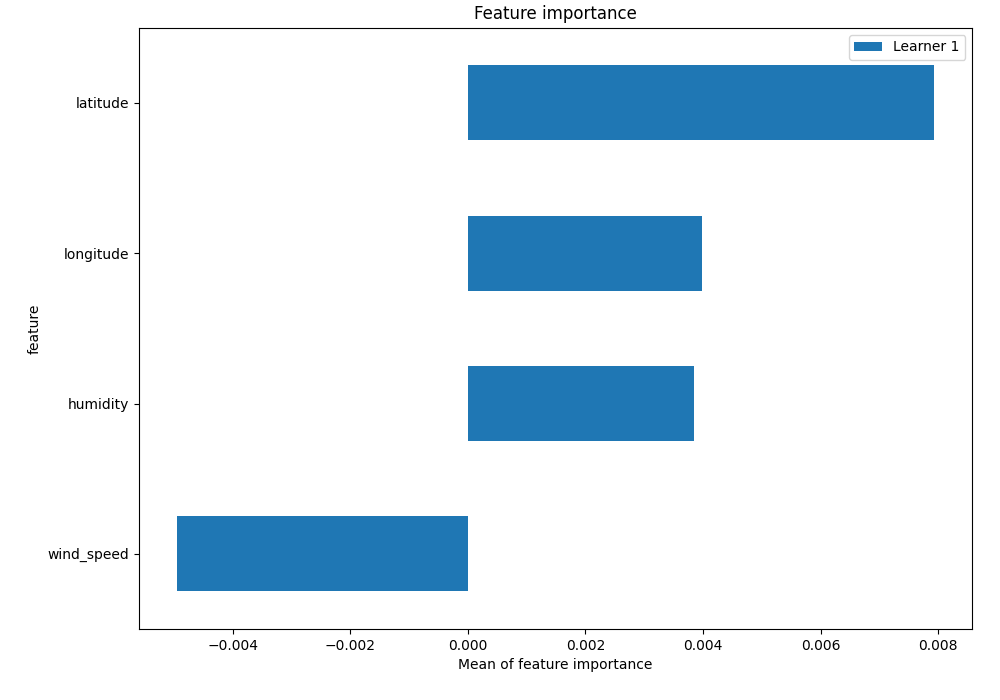 Feature importance
Learner 1
latitude
longitude
humidity
wind_speed
feature
−0.004 −0.002 0.000 0.002 0.004 0.006 0.008
Mean of feature importance